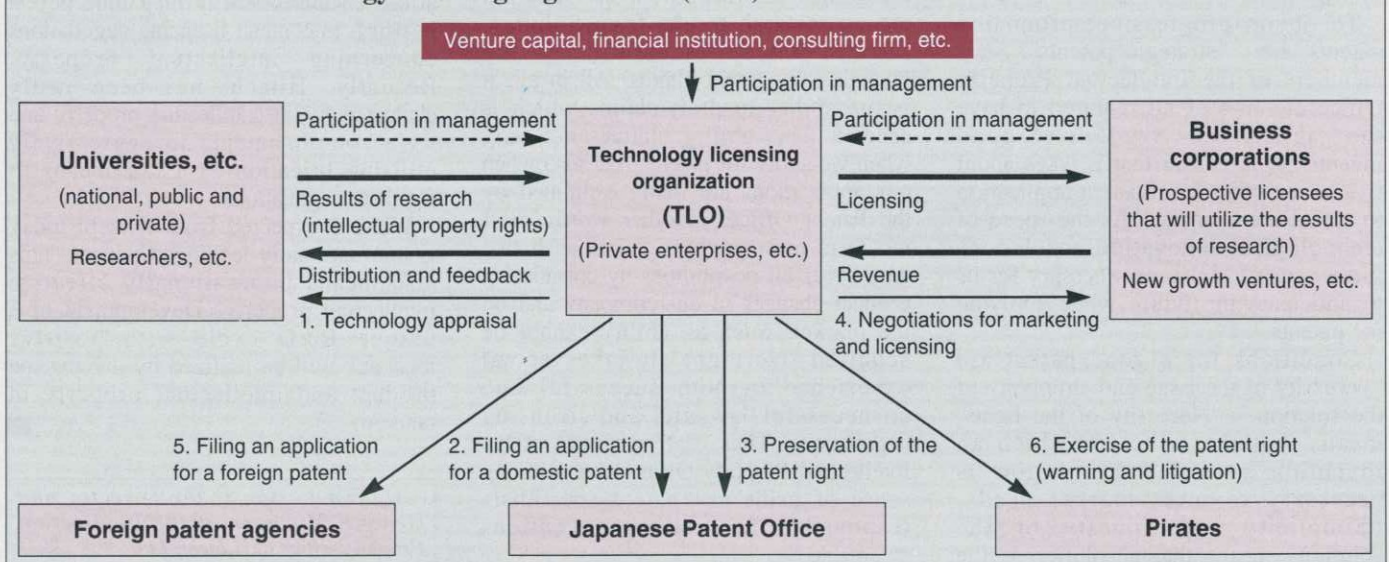 Venture capital, financial institution, consulting firm, etc.
Participation in management
Universities, etc.
(national, public and
private)
Researchers, etc.
Participation in management
Results of research
(intellectual property rights)
Distribution and feedback
1. Technology appraisal
Technology licensing
organization
(TLO)
(Private enterprises, etc.)
Participation in management
Licensing
Revenue
4. Negotiations for marketing
and licensing
Business
corporations
(Prospective licensees
that will utilize the results
of research)
New growth ventures, etc.
5. Filing an application
for a foreign patent
2. Filing an application
for a domestic patent
3. Preservation of the
patent right
6. Exercise of the patent right
(warning and litigation)
Foreign patent agencies
Japanese Patent Office
Pirates